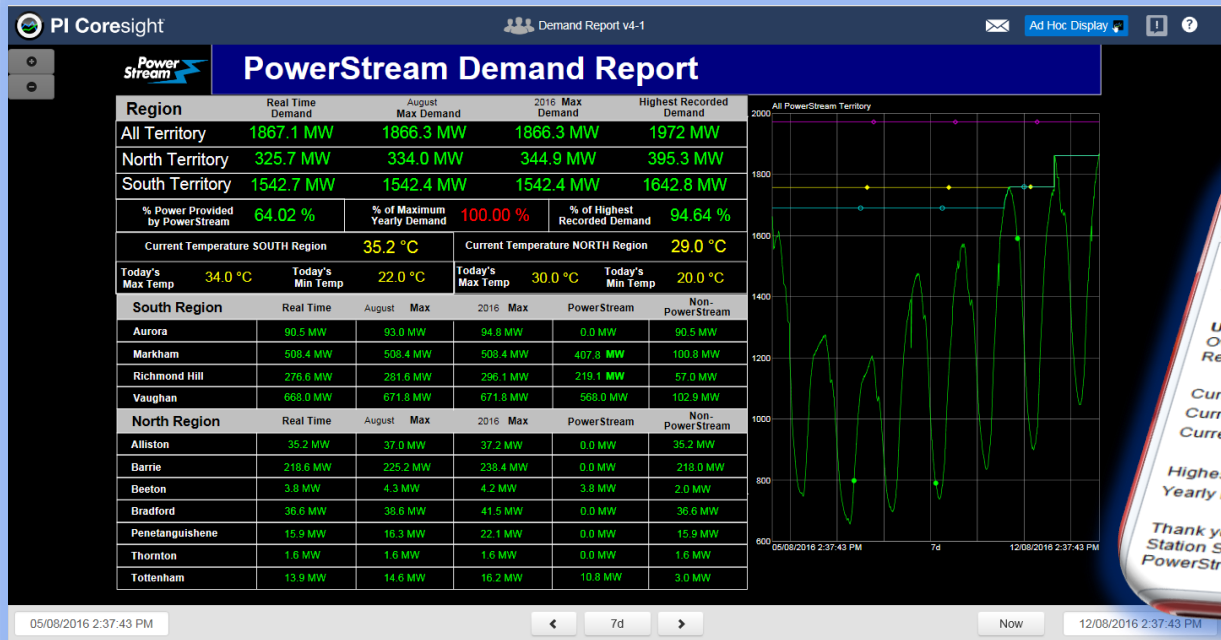 PI Coresight
Demand Report v4-1
Ad Hoc Display
Power Stream
PowerStream Demand Report
Region Real Time Demand August Max Demand 2016 Max Demand Highest Recorded Demand
All Territory 1867.1 MW 1866.3 MW 1866.3 MW 1972 MW
North Territory 325.7 MW 334.0 MW 344.9 MW 395.3 MW
South Territory 1542.7 MW 1542.4 MW 1542.4 MW 1642.8 MW
% Power Provided by PowerStream 64.02 % % of Maximum Yearly Demand 100.00 % % of Highest Recorded Demand 94.64 %
Current Temperature SOUTH Region 35.2 °C Current Temperature NORTH Region 29.0 °C
Today's Max Temp 34.0 °C Today's Min Temp 22.0 °C Today's Max Temp 30.0 °C Today's Min Temp 20.0 °C
South Region Real Time August Max 2016 Max PowerStream Non-PowerStream
Aurora 90.5 MW 93.0 MW 94.8 MW 0.0 MW 90.5 MW
Markham 508.4 MW 508.4 MW 508.4 MW 407.8 MW 100.8 MW
Richmond Hill 276.6 MW 281.6 MW 296.1 MW 219.1 MW 57.0 MW
Vaughan 668.0 MW 671.8 MW 671.8 MW 568.0 MW 102.9 MW
North Region Real Time August Max 2016 Max PowerStream Non-PowerStream
Alliston 35.2 MW 37.0 MW 37.2 MW 0.0 MW 35.2 MW
Barrie 218.6 MW 225.2 MW 238.4 MW 0.0 MW 218.0 MW
Beeton 3.8 MW 4.3 MW 4.2 MW 3.8 MW 2.0 MW
Bradford 36.6 MW 38.6 MW 41.5 MW 0.0 MW 36.6 MW
Penetanguishene 15.9 MW 16.3 MW 22.1 MW 0.0 MW 15.9 MW
Thornton 1.6 MW 1.6 MW 1.6 MW 0.0 MW 1.6 MW
Tottenham 13.9 MW 14.6 MW 16.2 MW 10.8 MW 3.0 MW
All PowerStream Territory
2000
1800
1600
1400
1200
1000
800
600
05/08/2016 2:37:43 PM 7d 12/08/2016 2:37:43 PM
Yearly
Thank
Station
05/08/2016 2:37:43 PM 7d Now 12/08/2016 2:37:43 PM